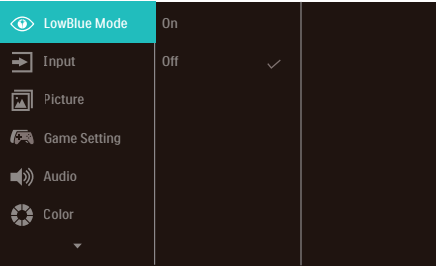 LowBlue Mode
On
Input
Off
Picture
Game Setting
Audio
Color